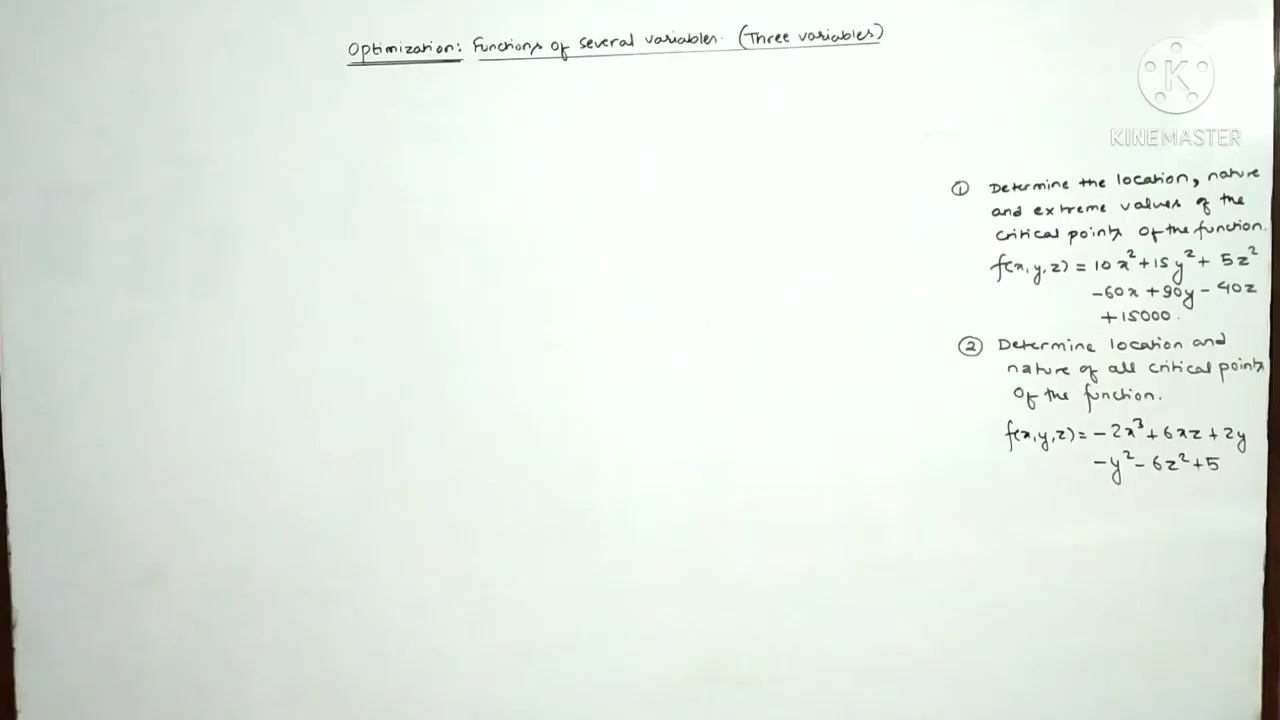 Optimization: Functions of several variables. (Three variables)
K
KINEMASTER
① Determine the location, nature
and extreme values of the
critical points of the function.
f(x, y, z) = 10x² + 15y² + 5z²
-60x + 90y - 40z
+15000.
② Determine location and
nature of all critical points
of the function.
f(x, y, z) = -2x³ + 6xz + 2y
-y² - 6z² + 5